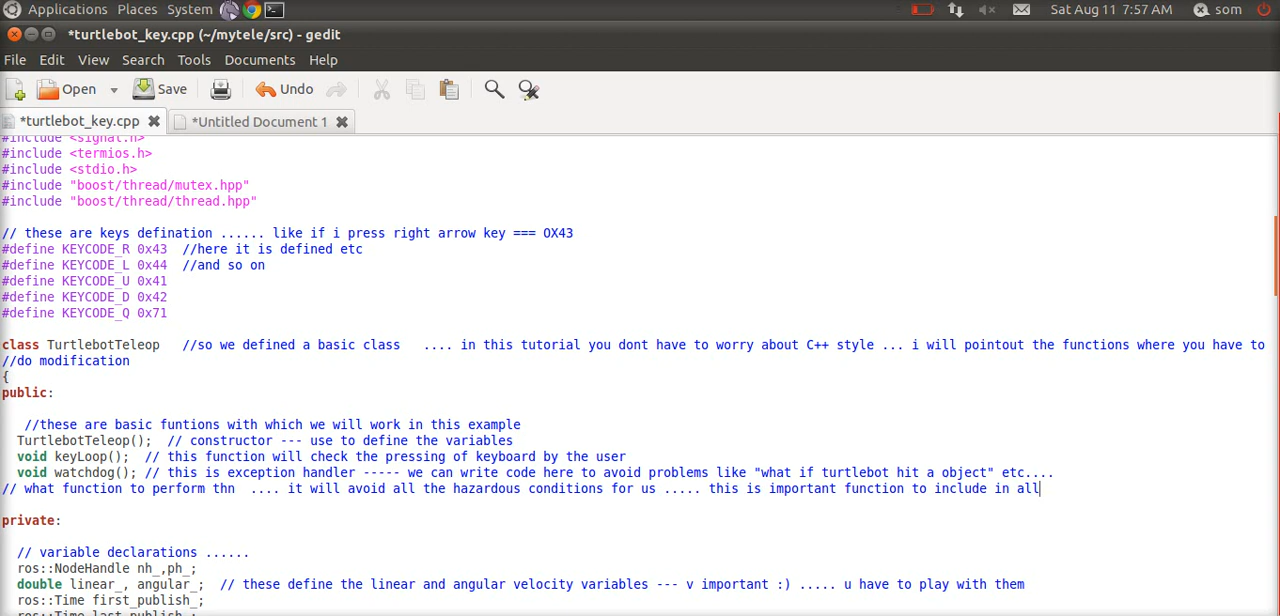 Applications Places System Sat Aug 11 7:57 AM som
*turtlebot_key.cpp (~/mytele/src) - gedit
File Edit View Search Tools Documents Help
Open Save Undo
*turtlebot_key.cpp *Untitled Document 1
#include <signal.h>
#include <termios.h>
#include <stdio.h>
#include "boost/thread/mutex.hpp"
#include "boost/thread/thread.hpp"
// these are keys defination ...... like if i press right arrow key === OX43
#define KEYCODE_R 0x43  //here it is defined etc
#define KEYCODE_L 0x44  //and so on
#define KEYCODE_U 0x41
#define KEYCODE_D 0x42
#define KEYCODE_Q 0x71
class TurtlebotTeleop   //so we defined a basic class   .... in this tutorial you dont have to worry about C++ style ... i will pointout the functions where you have to
//do modification
{
public:
//these are basic funtions with which we will work in this example
TurtlebotTeleop();  // constructor --- use to define the variables
void keyLoop();  // this function will check the pressing of keyboard by the user
void watchdog(); // this is exception handler ----- we can write code here to avoid problems like "what if turtlebot hit a object" etc....
// what function to perform thn  .... it will avoid all the hazardous conditions for us ..... this is important function to include in all
private:
// variable declarations ......
ros::NodeHandle nh_,ph_;
double linear_, angular_;  // these define the linear and angular velocity variables --- v important :) ..... u have to play with them
ros::Time first_publish_;
ros::Time last_publish_;